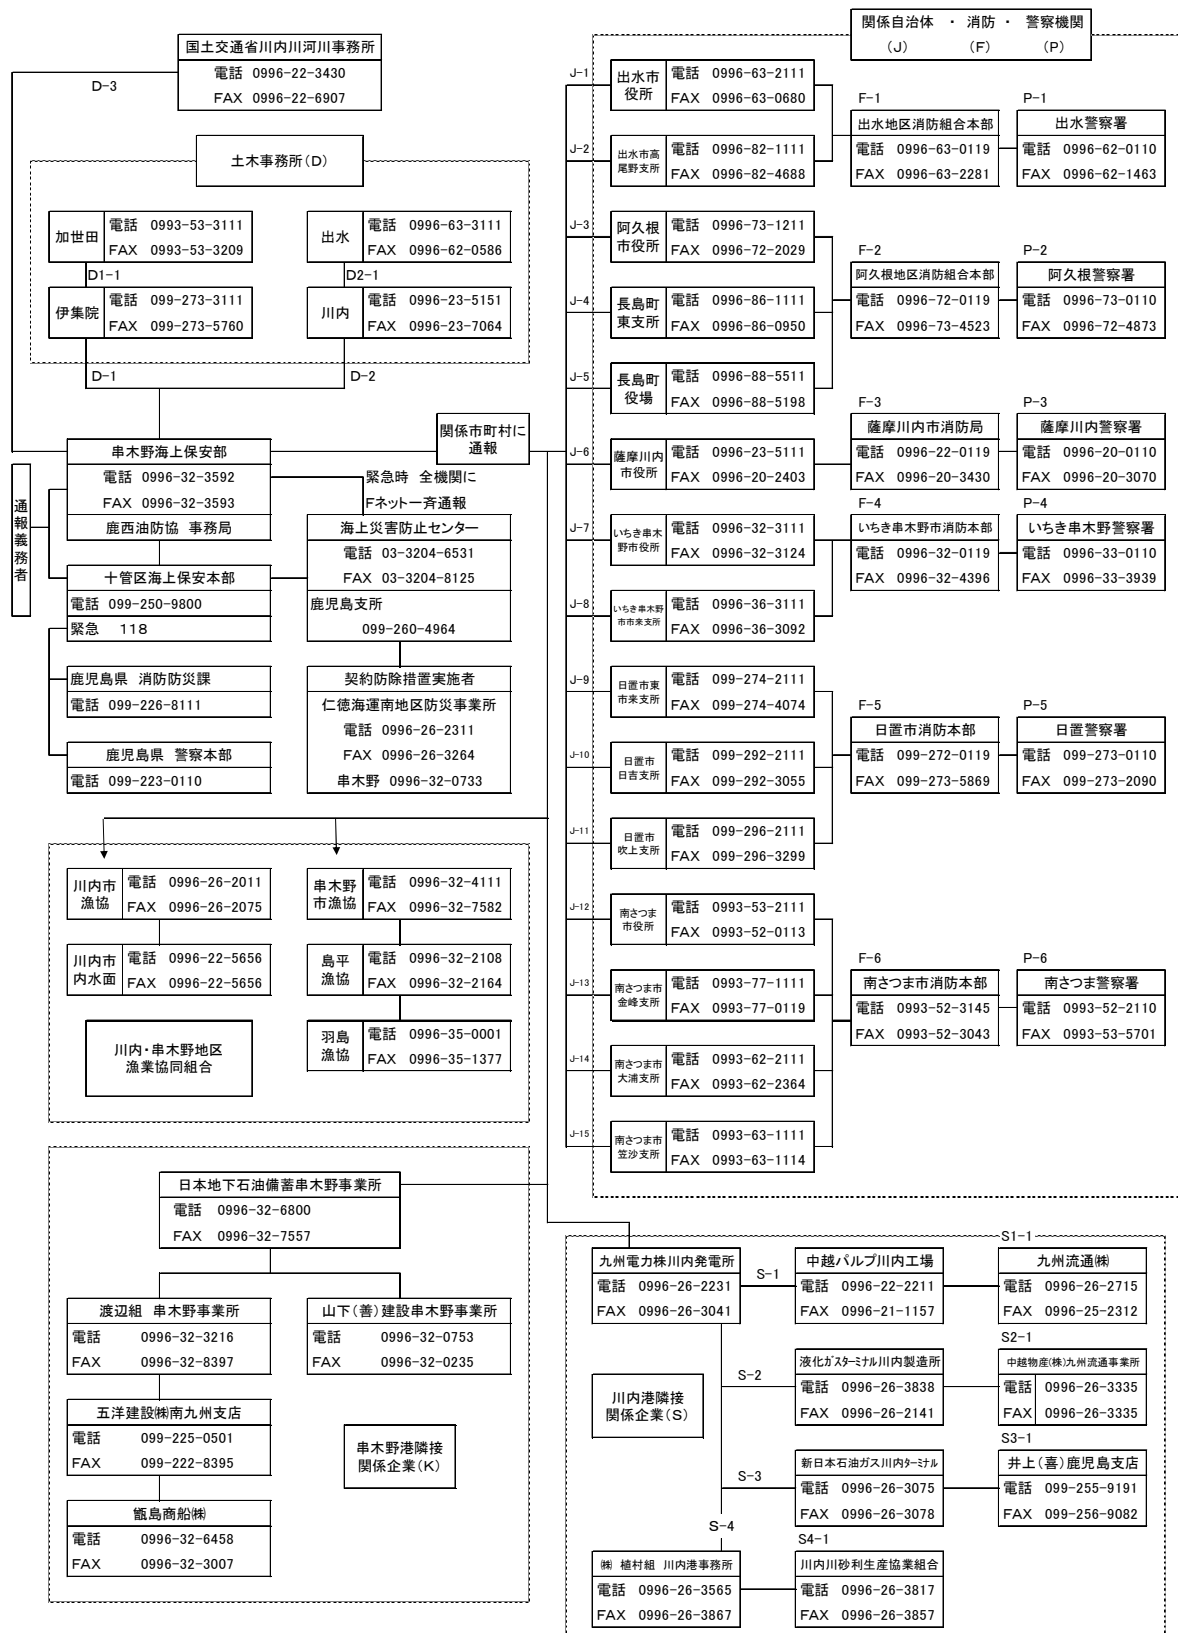 国土交通省川内川河川事務所
電話 0996-22-3430
FAX 0996-22-6907
D-3
土木事務所(D)
加世田
電話 0993-53-3111
FAX 0993-53-3209
D1-1
伊集院
電話 099-273-3111
FAX 099-273-5760
D-1
出水
電話 0996-63-3111
FAX 0996-62-0586
D2-1
川内
電話 0996-23-5151
FAX 0996-23-7064
D-2
関係市町村に
通報
通報義務者
串木野海上保安部
電話 0996-32-3592
FAX 0996-32-3593
鹿西油防協 事務局
緊急時 全機関に
Fネット一斉通報
十管区海上保安本部
電話 099-250-9800
緊急 118
鹿児島県 消防防災課
電話 099-226-8111
鹿児島県 警察本部
電話 099-223-0110
海上災害防止センター
電話 03-3204-6531
FAX 03-3204-8125
鹿児島支所
099-260-4964
契約防除措置実施者
仁徳海運南地区防災事業所
電話 0996-26-2311
FAX 0996-26-3264
串木野 0996-32-0733
川内市
漁協
電話 0996-26-2011
FAX 0996-26-2075
川内市
内水面
電話 0996-22-5656
FAX 0996-22-5656
川内・串木野地区
漁業協同組合
串木野
市漁協
電話 0996-32-4111
FAX 0996-32-7582
島平
漁協
電話 0996-32-2108
FAX 0996-32-2164
羽島
漁協
電話 0996-35-0001
FAX 0996-35-1377
日本地下石油備蓄串木野事業所
電話 0996-32-6800
FAX 0996-32-7557
渡辺組 串木野事業所
電話 0996-32-3216
FAX 0996-32-8397
山下(善)建設串木野事業所
電話 0996-32-0753
FAX 0996-32-0235
五洋建設㈱南九州支店
電話 099-225-0501
FAX 099-222-8395
甑島商船㈱
電話 0996-32-6458
FAX 0996-32-3007
串木野港隣接
関係企業(K)
関係自治体 ・ 消防 ・ 警察機関
(J) (F) (P)
J-1
出水市
役所
電話 0996-63-2111
FAX 0996-63-0680
J-2
出水市高
尾野支所
電話 0996-82-1111
FAX 0996-82-4688
F-1
出水地区消防組合本部
電話 0996-63-0119
FAX 0996-63-2281
P-1
出水警察署
電話 0996-62-0110
FAX 0996-62-1463
J-3
阿久根
市役所
電話 0996-73-1211
FAX 0996-72-2029
J-4
長島町
東支所
電話 0996-86-1111
FAX 0996-86-0950
J-5
長島町
役場
電話 0996-88-5511
FAX 0996-88-5198
F-2
阿久根地区消防組合本部
電話 0996-72-0119
FAX 0996-73-4523
P-2
阿久根警察署
電話 0996-73-0110
FAX 0996-72-4873
J-6
薩摩川内
市役所
電話 0996-23-5111
FAX 0996-20-2403
F-3
薩摩川内市消防局
電話 0996-22-0119
FAX 0996-20-3430
P-3
薩摩川内警察署
電話 0996-20-0110
FAX 0996-20-3070
J-7
いちき串木
野市役所
電話 0996-32-3111
FAX 0996-32-3124
F-4
いちき串木野市消防本部
電話 0996-32-0119
FAX 0996-32-4396
P-4
いちき串木野警察署
電話 0996-33-0110
FAX 0996-33-3939
J-8
いちき串木野
市市来支所
電話 0996-36-3111
FAX 0996-36-3092
J-9
日置市東
市来支所
電話 099-274-2111
FAX 099-274-4074
J-10
日置市
日吉支所
電話 099-292-2111
FAX 099-292-3055
F-5
日置市消防本部
電話 099-272-0119
FAX 099-273-5869
P-5
日置警察署
電話 099-273-0110
FAX 099-273-2090
J-11
日置市
吹上支所
電話 099-296-2111
FAX 099-296-3299
J-12
南さつま
市役所
電話 0993-53-2111
FAX 0993-52-0113
J-13
南さつま市
金峰支所
電話 0993-77-1111
FAX 0993-77-0119
F-6
南さつま市消防本部
電話 0993-52-3145
FAX 0993-52-3043
P-6
南さつま警察署
電話 0993-52-2110
FAX 0993-53-5701
J-14
南さつま市
大浦支所
電話 0993-62-2111
FAX 0993-62-2364
J-15
南さつま市
笠沙支所
電話 0993-63-1111
FAX 0993-63-1114
九州電力株川内発電所
電話 0996-26-2231
FAX 0996-26-3041
S-1
中越パルプ川内工場
電話 0996-22-2211
FAX 0996-21-1157
S1-1
九州流通㈱
電話 0996-26-2715
FAX 0996-25-2312
川内港隣接
関係企業(S)
S-2
液化ガスターミナル川内製造所
電話 0996-26-3838
FAX 0996-26-2141
S2-1
中越物産(株)九州流通事業所
電話 0996-26-3335
FAX 0996-26-3335
S-3
新日本石油ガス川内ターミナル
電話 0996-26-3075
FAX 0996-26-3078
S3-1
井上(喜)鹿児島支店
電話 099-255-9191
FAX 099-256-9082
S-4
㈱ 植村組 川内港事務所
電話 0996-26-3565
FAX 0996-26-3867
S4-1
川内川砂利生産協業組合
電話 0996-26-3817
FAX 0996-26-3857